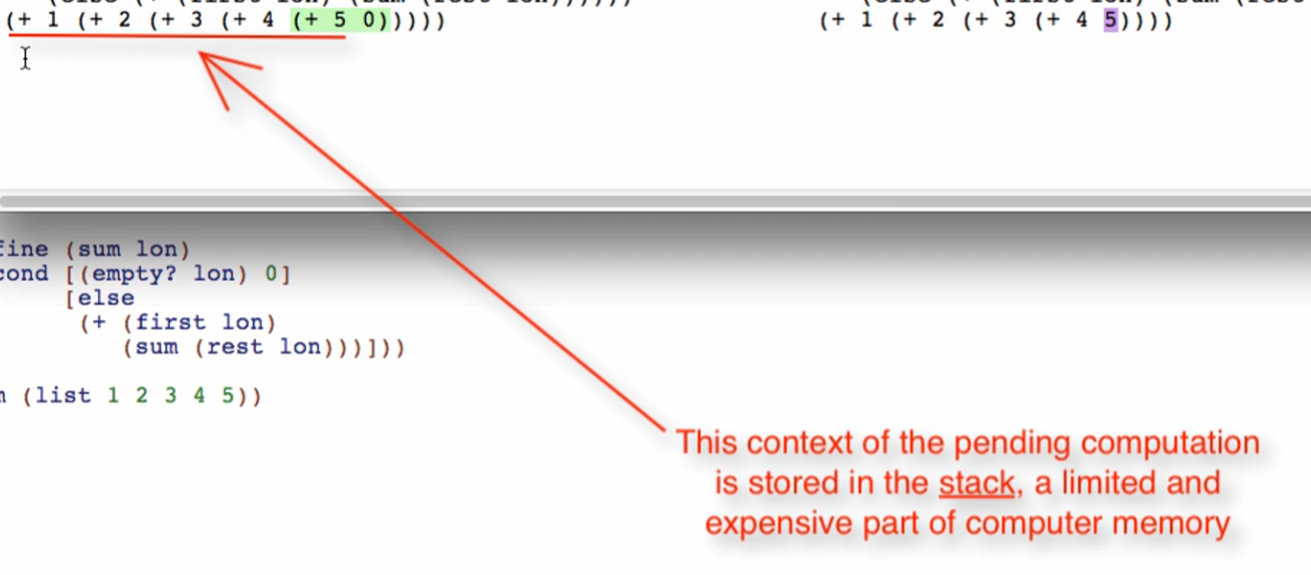 (+ 1 (+ 2 (+ 3 (+ 4 (+ 5 0)))))
(+ 1 (+ 2 (+ 3 (+ 4 5))))
fine (sum lon)
cond [(empty? lon) 0]
[else
(+ (first lon)
(sum (rest lon)))]))
(list 1 2 3 4 5))
This context of the pending computation
is stored in the stack, a limited and
expensive part of computer memory